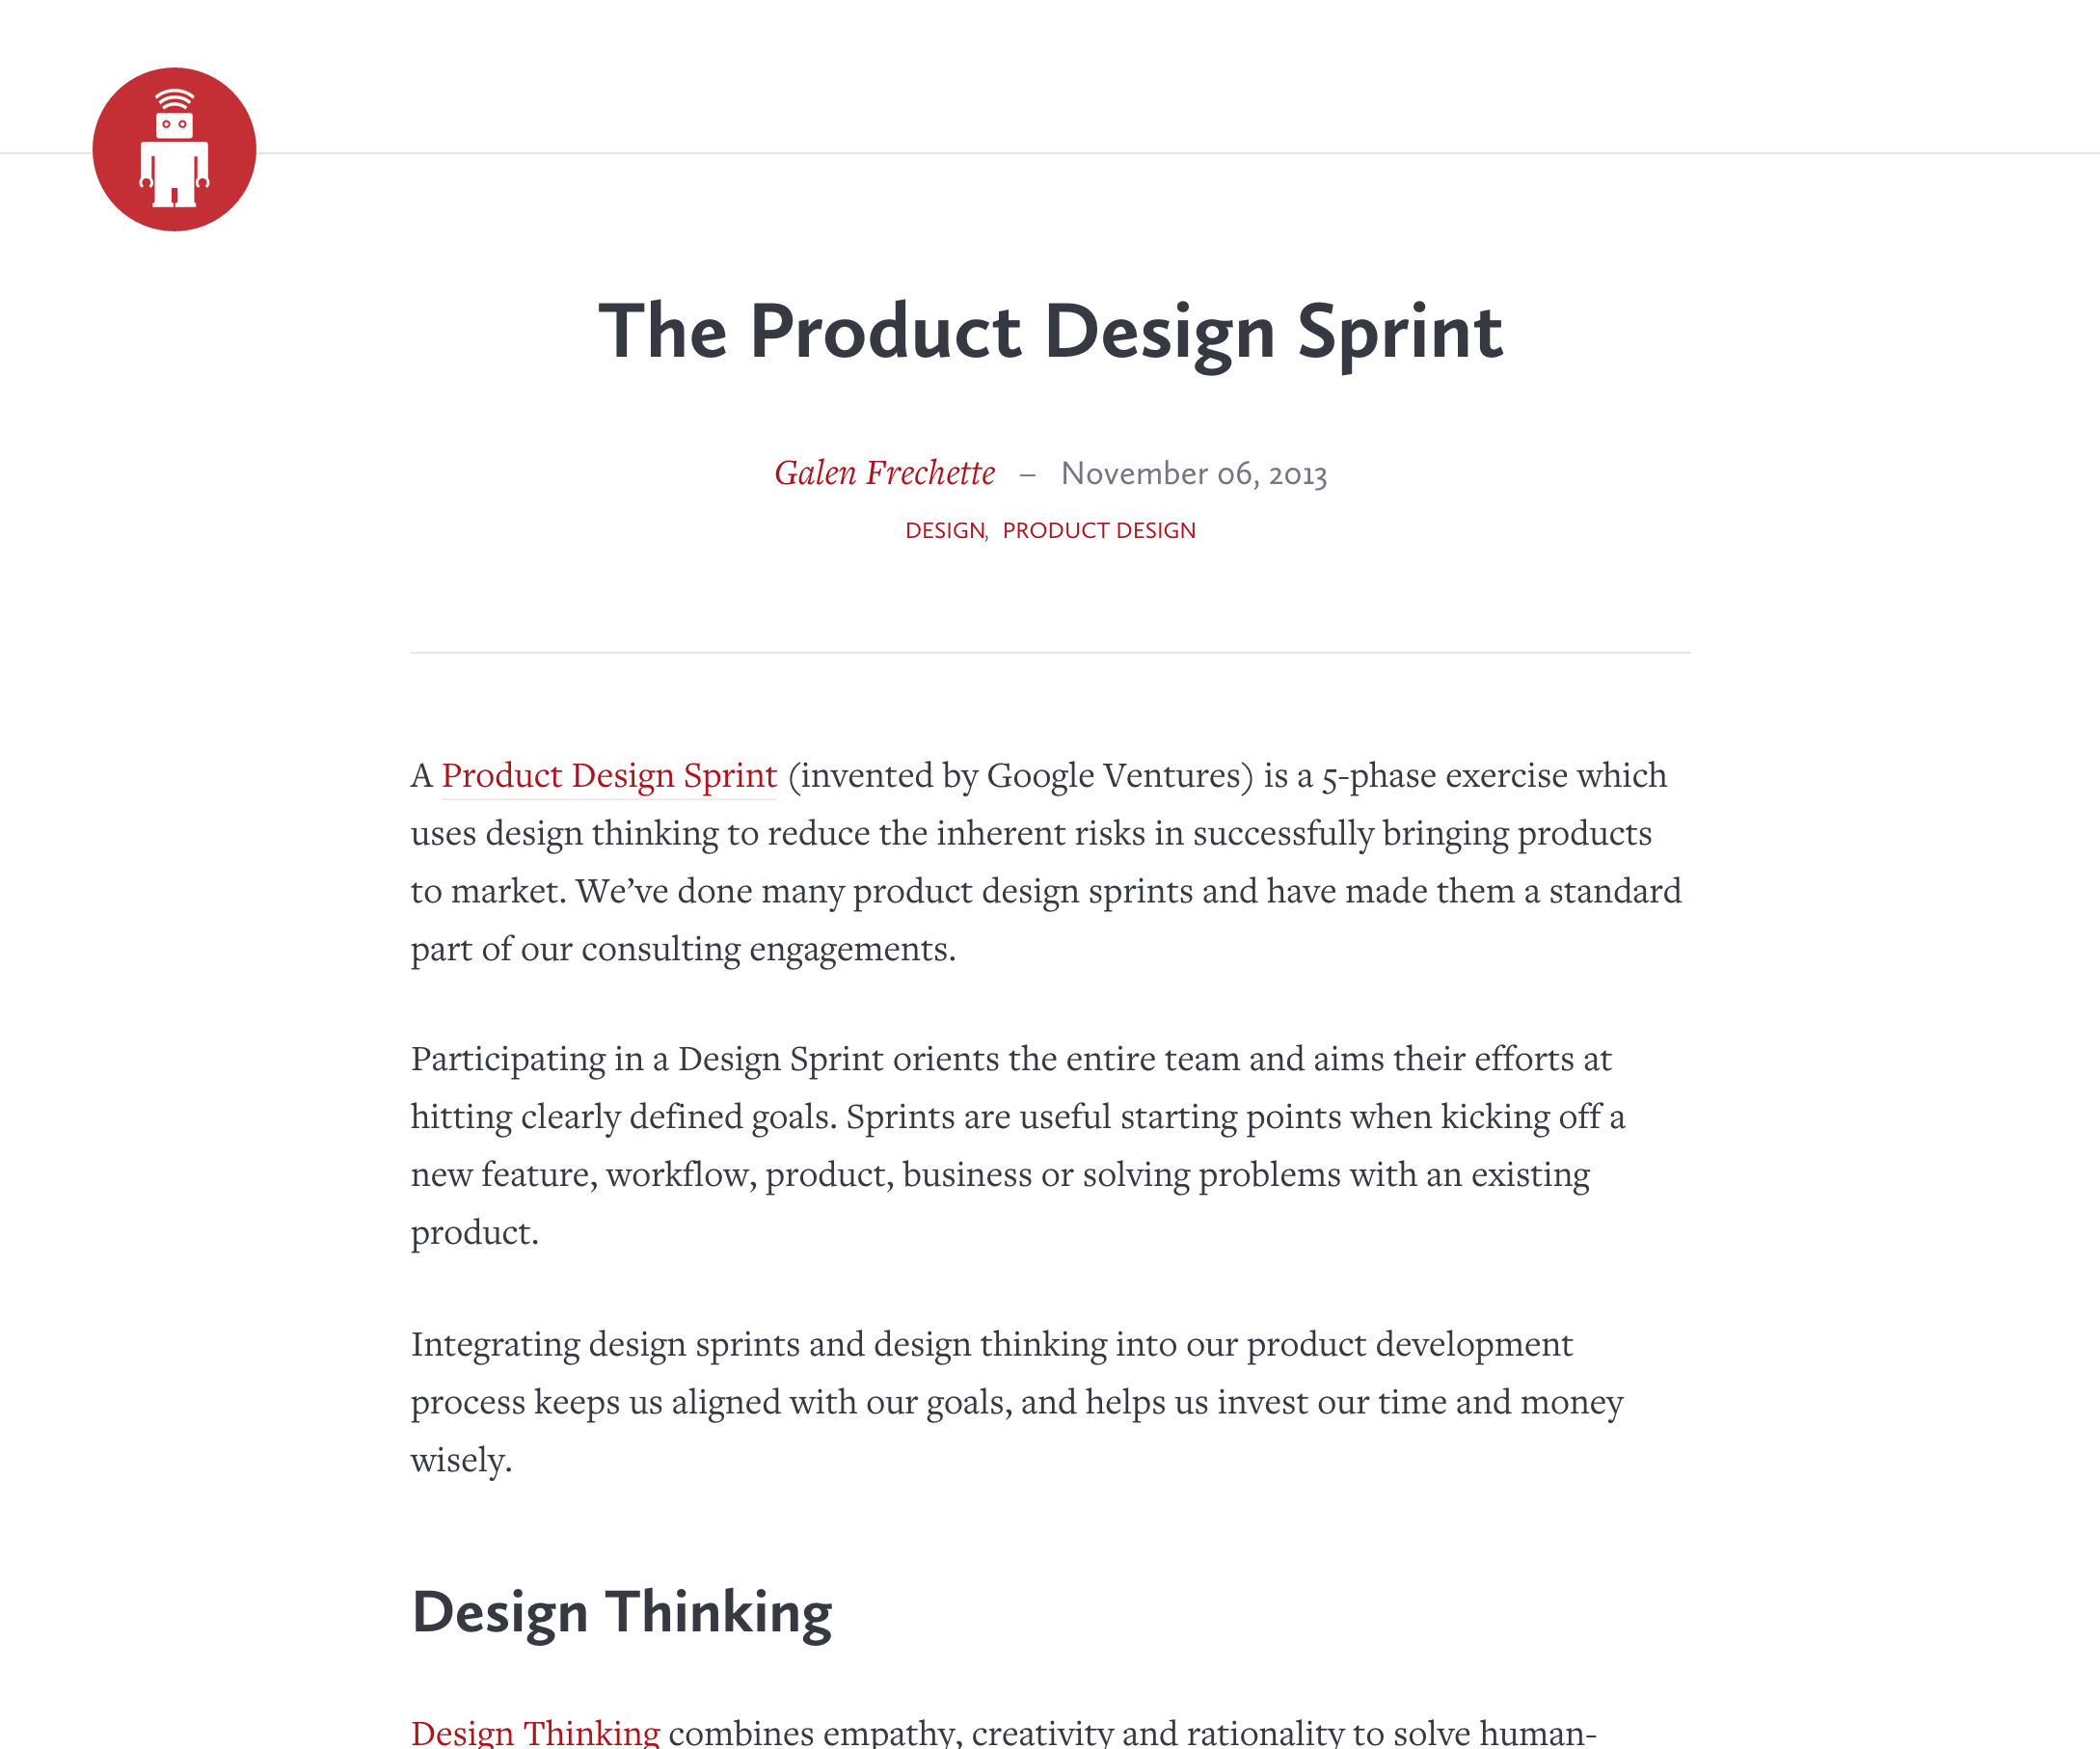 The Product Design Sprint
Galen Frechette – November 06, 2013
DESIGN, PRODUCT DESIGN
A Product Design Sprint (invented by Google Ventures) is a 5-phase exercise which
uses design thinking to reduce the inherent risks in successfully bringing products
to market. We’ve done many product design sprints and have made them a standard
part of our consulting engagements.
Participating in a Design Sprint orients the entire team and aims their efforts at
hitting clearly defined goals. Sprints are useful starting points when kicking off a
new feature, workflow, product, business or solving problems with an existing
product.
Integrating design sprints and design thinking into our product development
process keeps us aligned with our goals, and helps us invest our time and money
wisely.
Design Thinking
Design Thinking combines empathy, creativity and rationality to solve human-